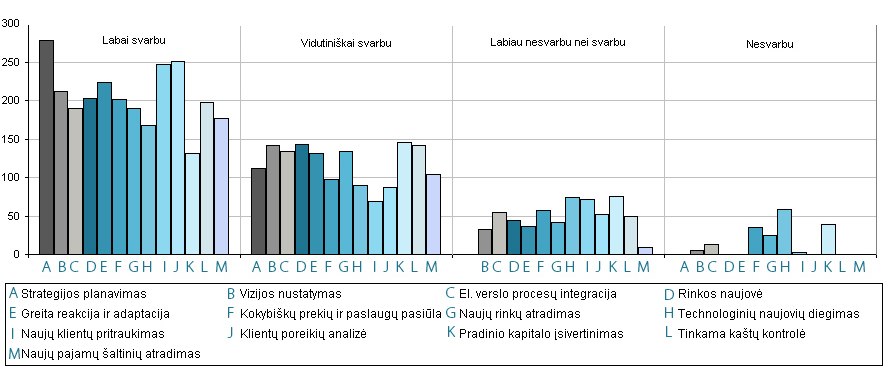 300
250
200
150
100
50
0
Labai svarbu
Vidutiniškai svarbu
Labiau nesvarbu nei svarbu
Nesvarbu
A B C D E F G H I J K L M
A B C D E F G H I J K L M
B C D E F G H I J K L M
A B C D E F G H I J K L M
A Strategijos planavimas B Vizijos nustatymas C El. verslo procesų integracija D Rinkos naujovė
E Greita reakcija ir adaptacija F Kokybiškų prekių ir paslaugų pasiūla G Naujų rinkų atradimas H Technologinių naujovių diegimas
I Naujų klientų pritraukimas J Klientų poreikių analizė K Pradinio kapitalo įsivertinimas L Tinkama kaštų kontrolė
M Naujų pajamų šaltinių atradimas